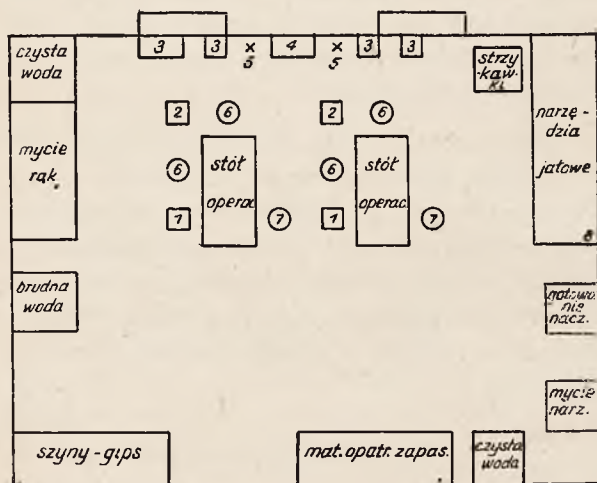 czysta
woda
3 3 × 4 × 3 3
5 5
strzy
-kaw
ki
narzę-
dzia
jałowe
8
mycie
rąk.
2 6 2 6
6 stół 6 stół
operac. operac.
1 7 1 7
brudna
woda
gotowa
nie
nacz.
mycie
narz.
szyny-gips
mat. opatr. zapas.
czysta
woda